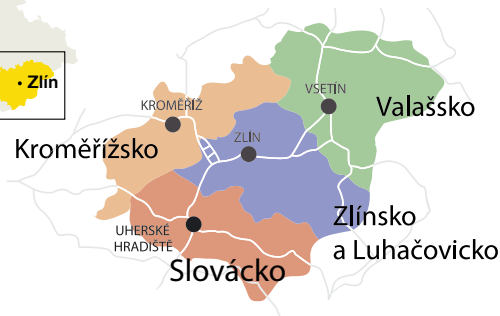 Zlín
VSETÍN
KROMĚŘÍŽ
Valašsko
ZLÍN
Kroměřížsko
Zlínsko
a Luhačovicko
UHERSKÉ
HRADIŠTĚ
Slovácko